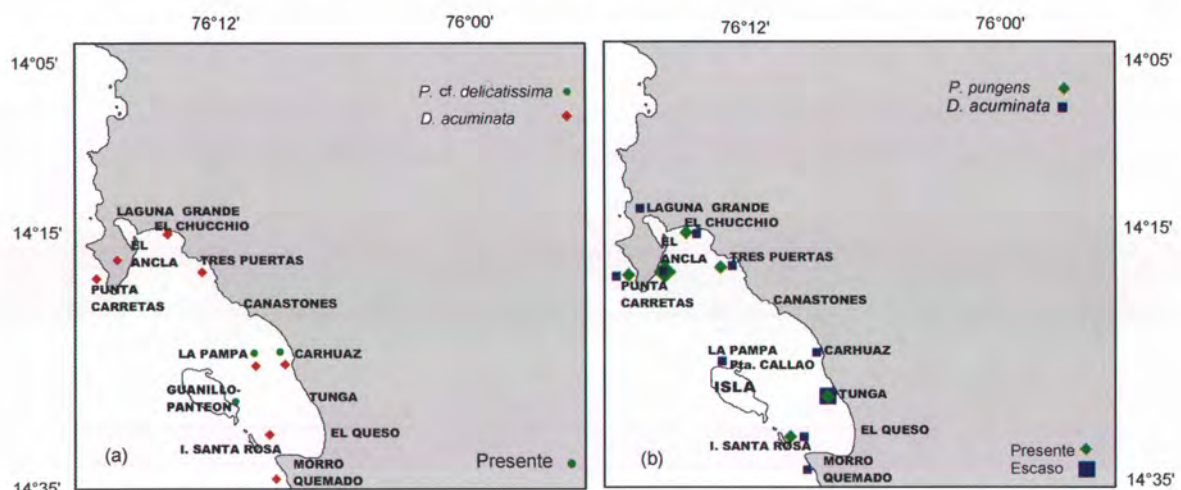 76°12' 76°00' 76°12' 76°00'
14°05'
P. cf. delicatissima
D. acuminata
LAGUNA GRANDE
EL CHUCCHIO
14°15'
EL
ANCLA
TRES PUERTAS
PUNTA
CARRETAS
CANASTONES
LA PAMPA
CARHUAZ
GUANILLO-
PANTEON
TUNGA
EL QUESO
I. SANTA ROSA
(a)
Presente
MORRO
QUEMADO
14°35'
14°05'
P. pungens
D. acuminata
LAGUNA GRANDE
EL CHUCCHIO
14°15'
EL
ANCLA
TRES PUERTAS
PUNTA
CARRETAS
CANASTONES
LA PAMPA
CARHUAZ
Pta. CALLAO
ISLA
TUNGA
EL QUESO
I. SANTA ROSA
(b)
Presente
Escaso
MORRO
QUEMADO
14°35'